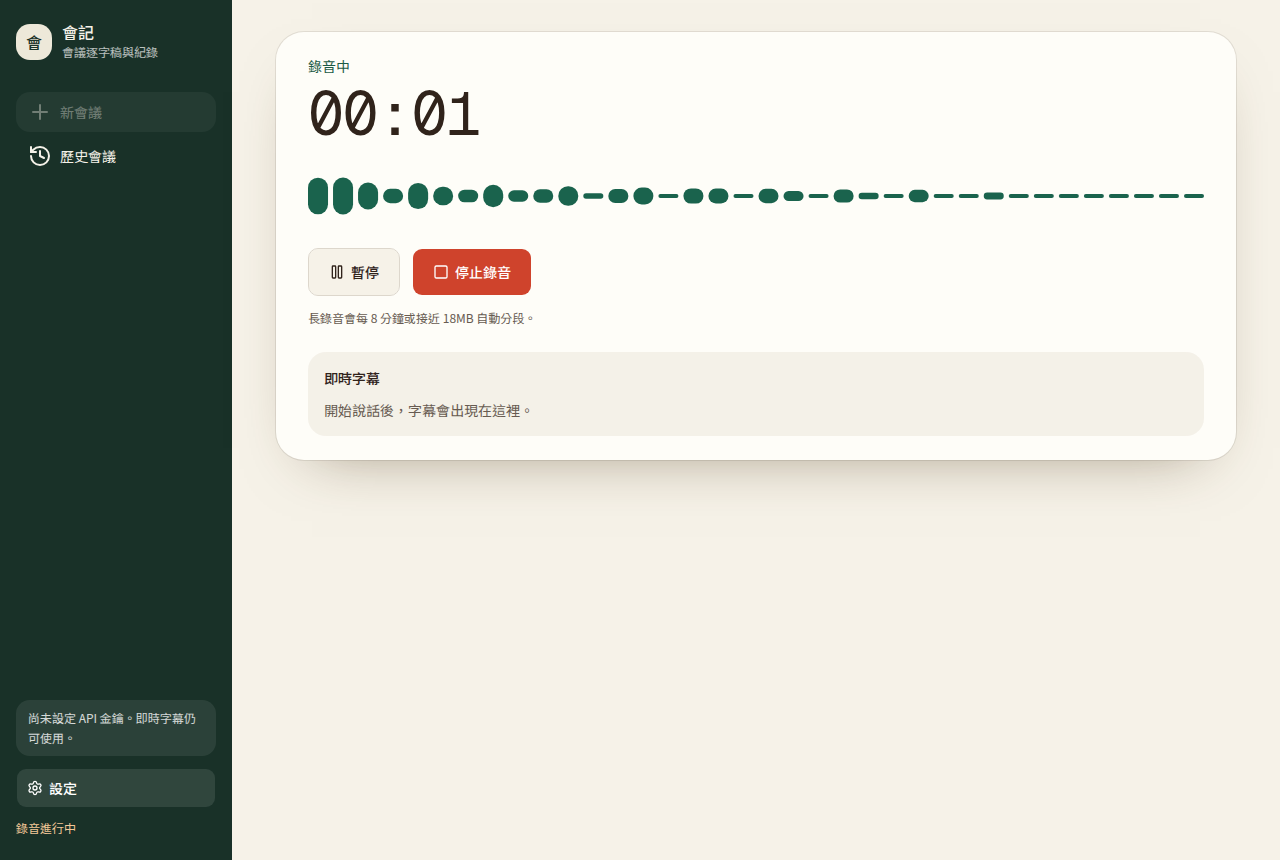 會
會記
會議逐字稿與紀錄
新會議
歷史會議
尚未設定 API 金鑰。即時字幕仍
可使用。
設定
錄音進行中
錄音中
00:01
暫停
停止錄音
長錄音會每 8 分鐘或接近 18MB 自動分段。
即時字幕
開始說話後，字幕會出現在這裡。